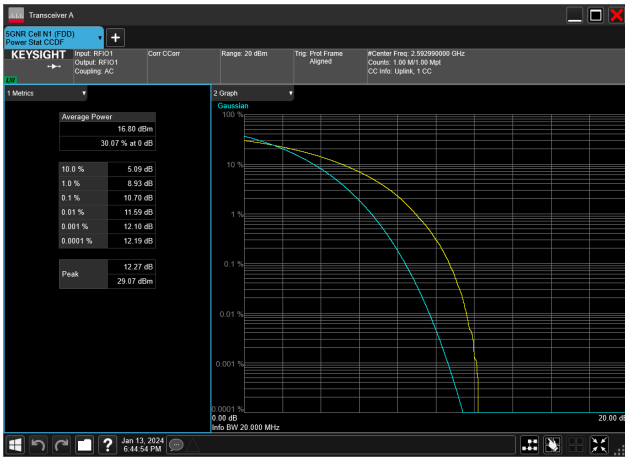 Transceiver A
5GNR Cell N1 (FDD)
Power Stat CCDF
KEYSIGHT
LW
Input: RFIO1
Output: RFIO1
Coupling: AC
Corr CCorr
Range: 20 dBm
Trig: Prot Frame
Aligned
#Center Freq: 2.592990000 GHz
Counts: 1.00 M/1.00 Mpt
CC Info: Uplink, 1 CC
1 Metrics
Average Power
16.80 dBm
30.07 % at 0 dB
10.0 % 5.09 dB
1.0 % 8.93 dB
0.1 % 10.70 dB
0.01 % 11.59 dB
0.001 % 12.10 dB
0.0001 % 12.19 dB
Peak
12.27 dB
29.07 dBm
2 Graph
Gaussian
100 %
10 %
1 %
0.1 %
0.01 %
0.001 %
0.0001 %
0.00 dB
20.00 dB
Info BW 20.000 MHz
Jan 13, 2024
6:44:54 PM